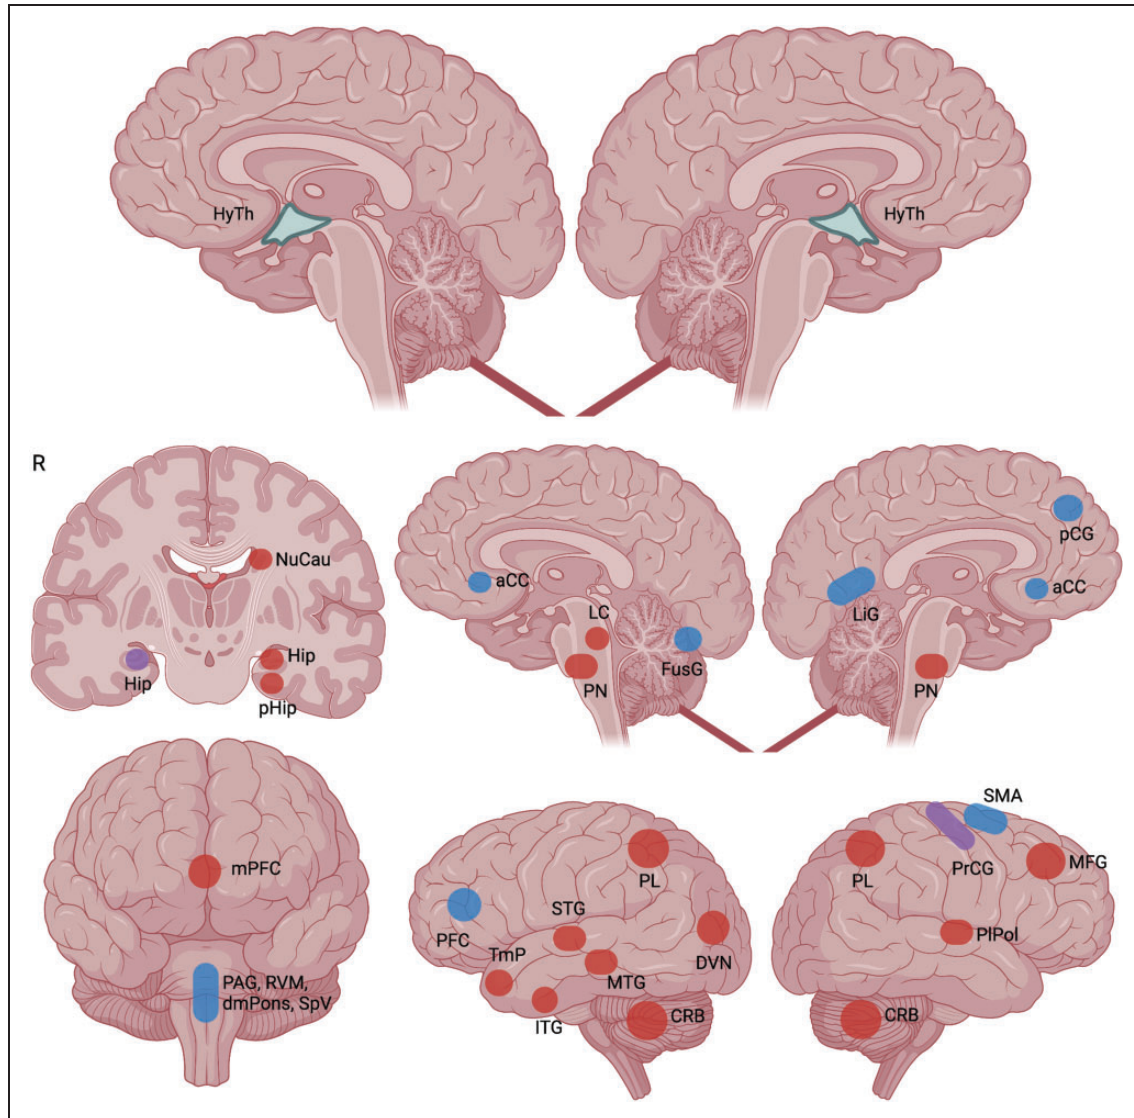 HyTh
HyTh
R
NuCau
Hip
Hip
pHip
aCC
LC
PN
FusG
pCG
aCC
LiG
PN
mPFC
PAG, RVM,
dmPons, SpV
PL
STG
PFC
TmP
MTG
DVN
ITG
CRB
SMA
PL
PrCG
MFG
PlPol
CRB